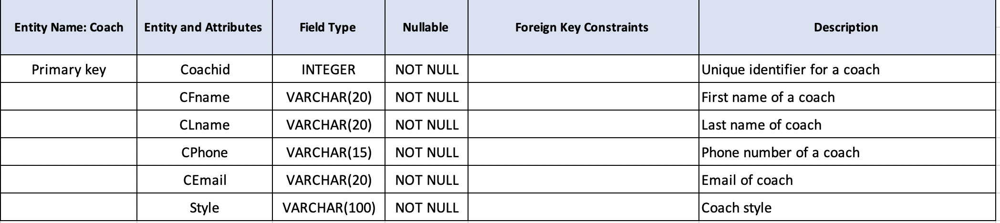 Entity Name: Coach Entity and Attributes Field Type Nullable Foreign Key Constraints Description
Primary key Coachid INTEGER NOT NULL Unique identifier for a coach
CFname VARCHAR(20) NOT NULL First name of a coach
CLname VARCHAR(20) NOT NULL Last name of coach
CPhone VARCHAR(15) NOT NULL Phone number of a coach
CEmail VARCHAR(20) NOT NULL Email of coach
Style VARCHAR(100) NOT NULL Coach style